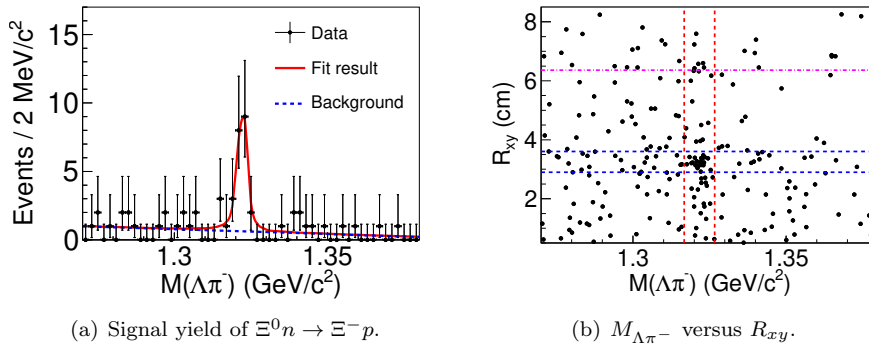 Events / 2 MeV/c²
15
10
5
0
Data
Fit result
Background
1.3
1.35
M(Λπ⁻) (GeV/c²)
(a) Signal yield of Ξ⁰n → Ξ⁻p.
R_xy (cm)
8
6
4
2
1.3
1.35
M(Λπ⁻) (GeV/c²)
(b) M_Λπ⁻ versus R_xy.